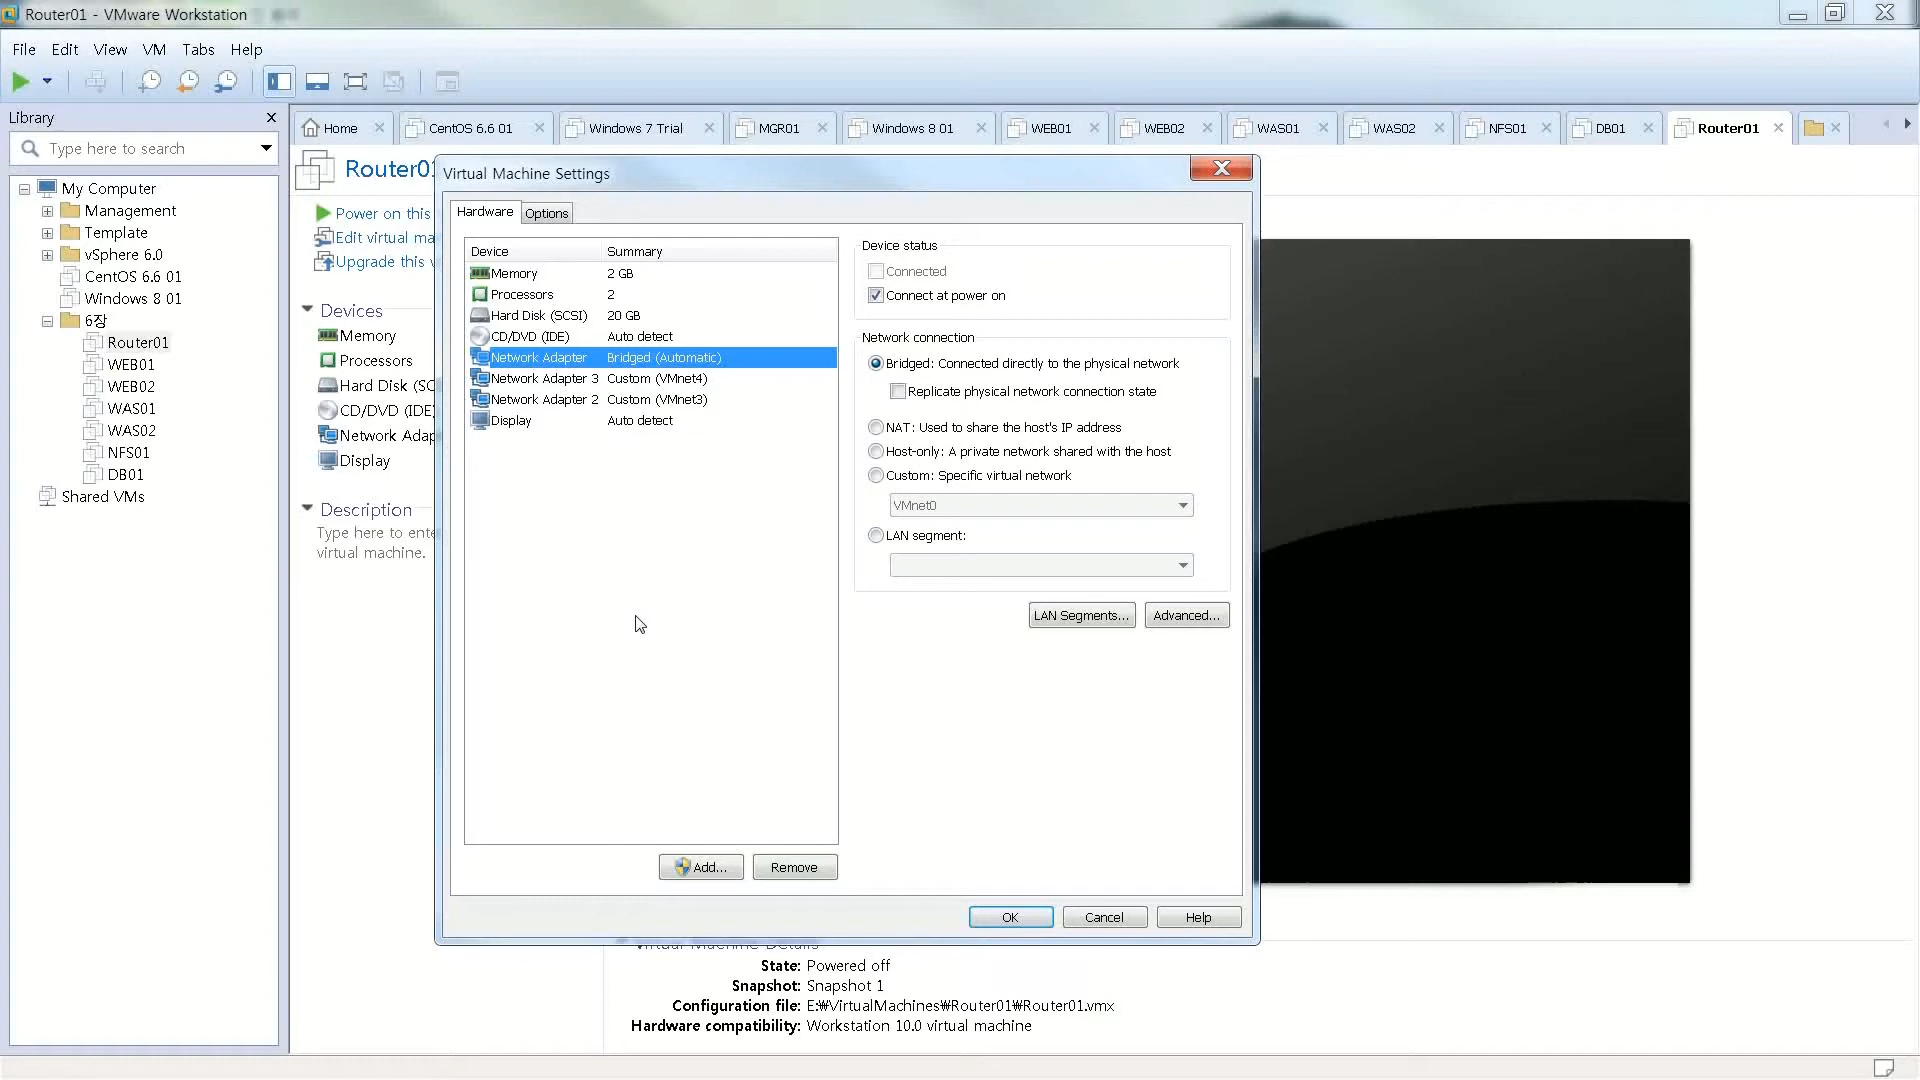 Router01 - VMware Workstation
File Edit View VM Tabs Help
Library
Type here to search
My Computer
Management
Template
vSphere 6.0
CentOS 6.6 01
Windows 8 01
6장
Router01
WEB01
WEB02
WAS01
WAS02
NFS01
DB01
Shared VMs
Home
CentOS 6.6 01
Windows 7 Trial
MGR01
Windows 8 01
WEB01
WEB02
WAS01
WAS02
NFS01
DB01
Router01
Router01
Power on this
Edit virtual ma
Upgrade this v
Devices
Memory
Processors
Hard Disk (SC
CD/DVD (IDE)
Network Adap
Display
Description
Type here to ente
virtual machine.
Virtual Machine Settings
Hardware Options
Device Summary
Memory 2 GB
Processors 2
Hard Disk (SCSI) 20 GB
CD/DVD (IDE) Auto detect
Network Adapter Bridged (Automatic)
Network Adapter 3 Custom (VMnet4)
Network Adapter 2 Custom (VMnet3)
Display Auto detect
Add... Remove
Device status
Connected
Connect at power on
Network connection
Bridged: Connected directly to the physical network
Replicate physical network connection state
NAT: Used to share the host's IP address
Host-only: A private network shared with the host
Custom: Specific virtual network
VMnet0
LAN segment:
LAN Segments... Advanced...
OK Cancel Help
Virtual Machine Details
State: Powered off
Snapshot: Snapshot 1
Configuration file: E:₩VirtualMachines₩Router01₩Router01.vmx
Hardware compatibility: Workstation 10.0 virtual machine